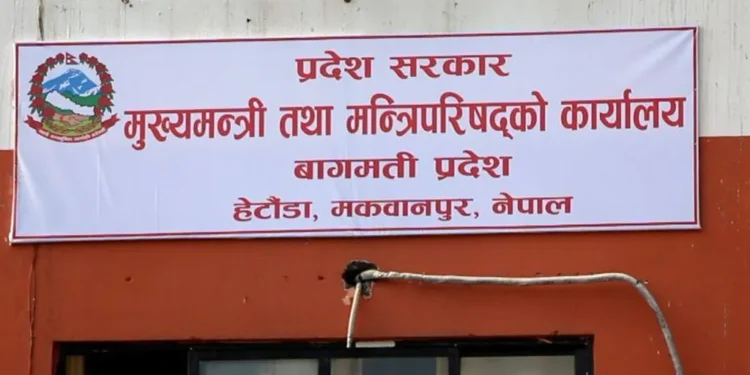 प्रदेश सरकार
मुख्यमन्त्री तथा मन्त्रिपरिषद्को कार्यालय
बागमती प्रदेश
हेटौंडा, मकवानपुर, नेपाल